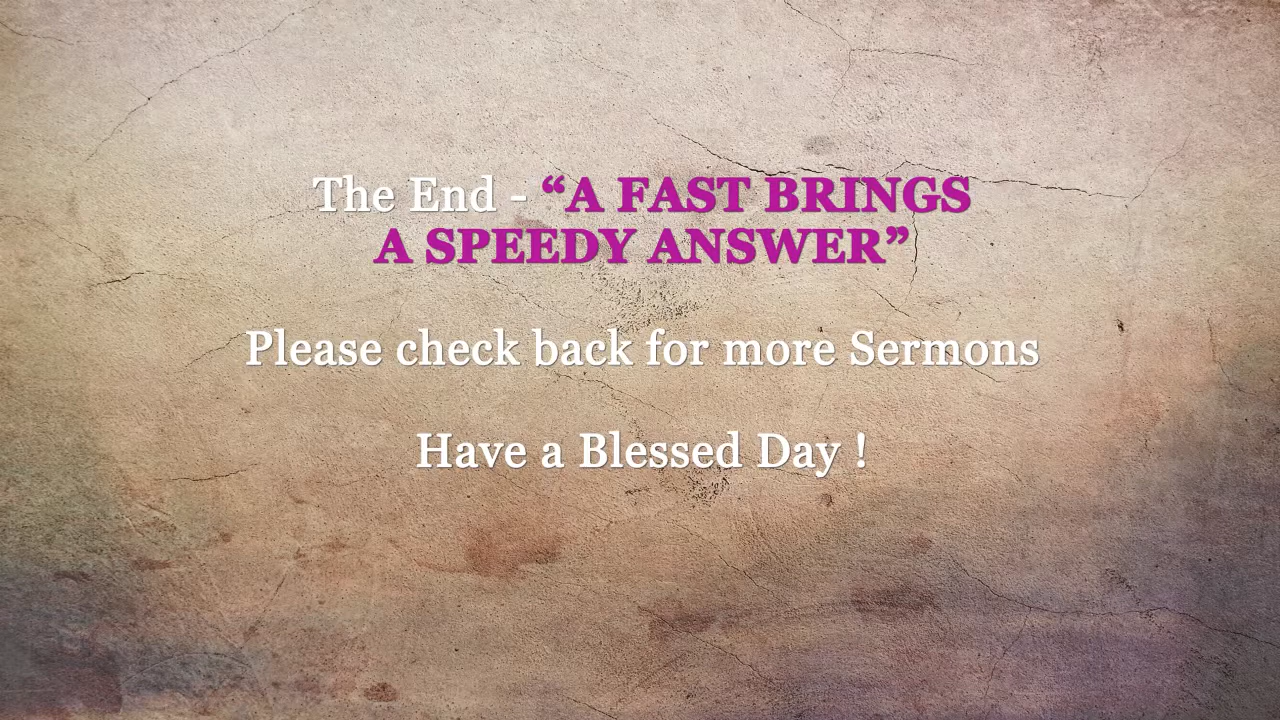 The End - “A FAST BRINGS
A SPEEDY ANSWER”
Please check back for more Sermons
Have a Blessed Day !